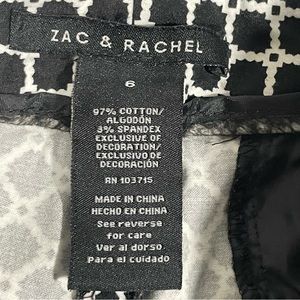 ZAC & RACHEL
6
97% COTTON/
ALGODÓN
3% SPANDEX
EXCLUSIVE OF
DECORATION/
EXCLUSIVO DE
DECORACIÓN
RN 103715
MADE IN CHINA
HECHO EN CHINA
See reverse
for care
Ver al dorso
Para el cuidado